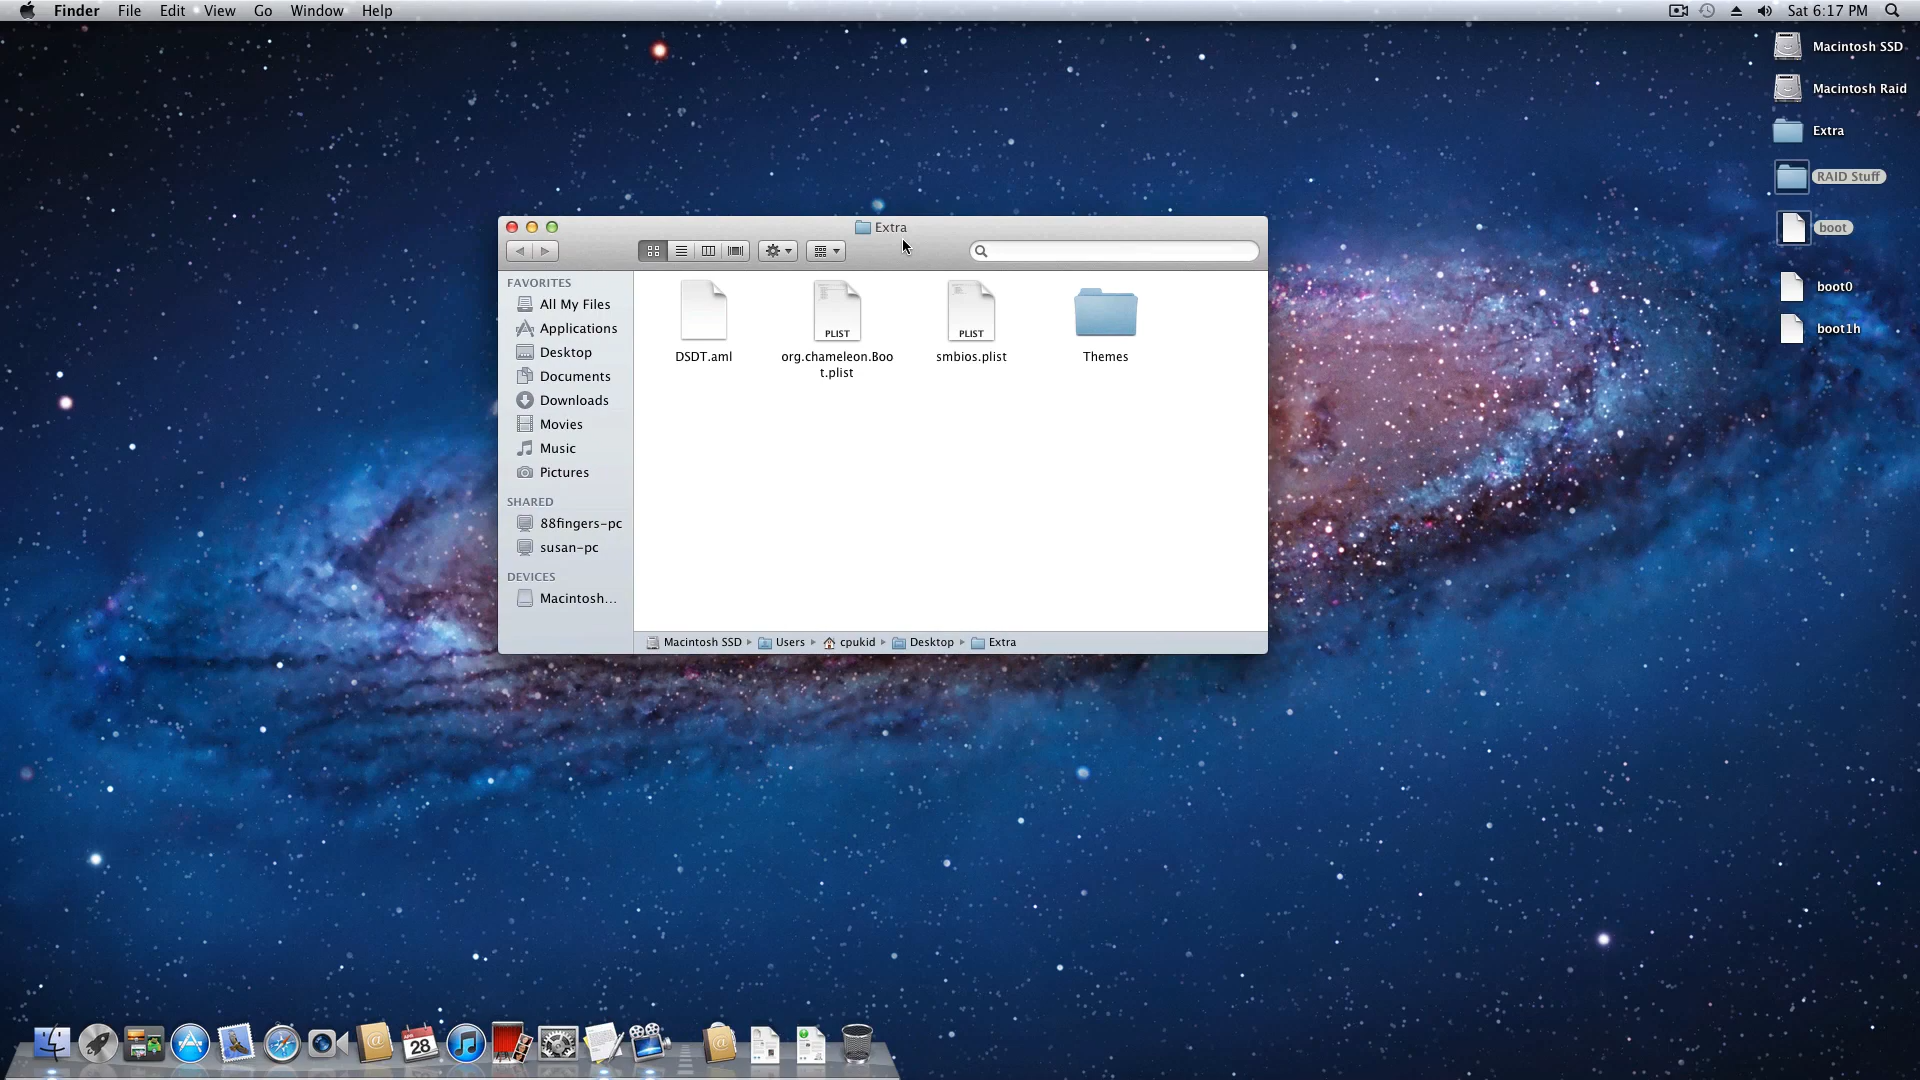 Finder File Edit View Go Window Help
Sat 6:17 PM
Macintosh SSD
Macintosh Raid
Extra
RAID Stuff
boot
boot0
boot1h
Extra
FAVORITES
All My Files
Applications
Desktop
Documents
Downloads
Movies
Music
Pictures
SHARED
88fingers-pc
susan-pc
DEVICES
Macintosh...
PLIST
PLIST
DSDT.aml
org.chameleon.Boo
t.plist
smbios.plist
Themes
Macintosh SSD ▸ Users ▸ cpukid ▸ Desktop ▸ Extra
28